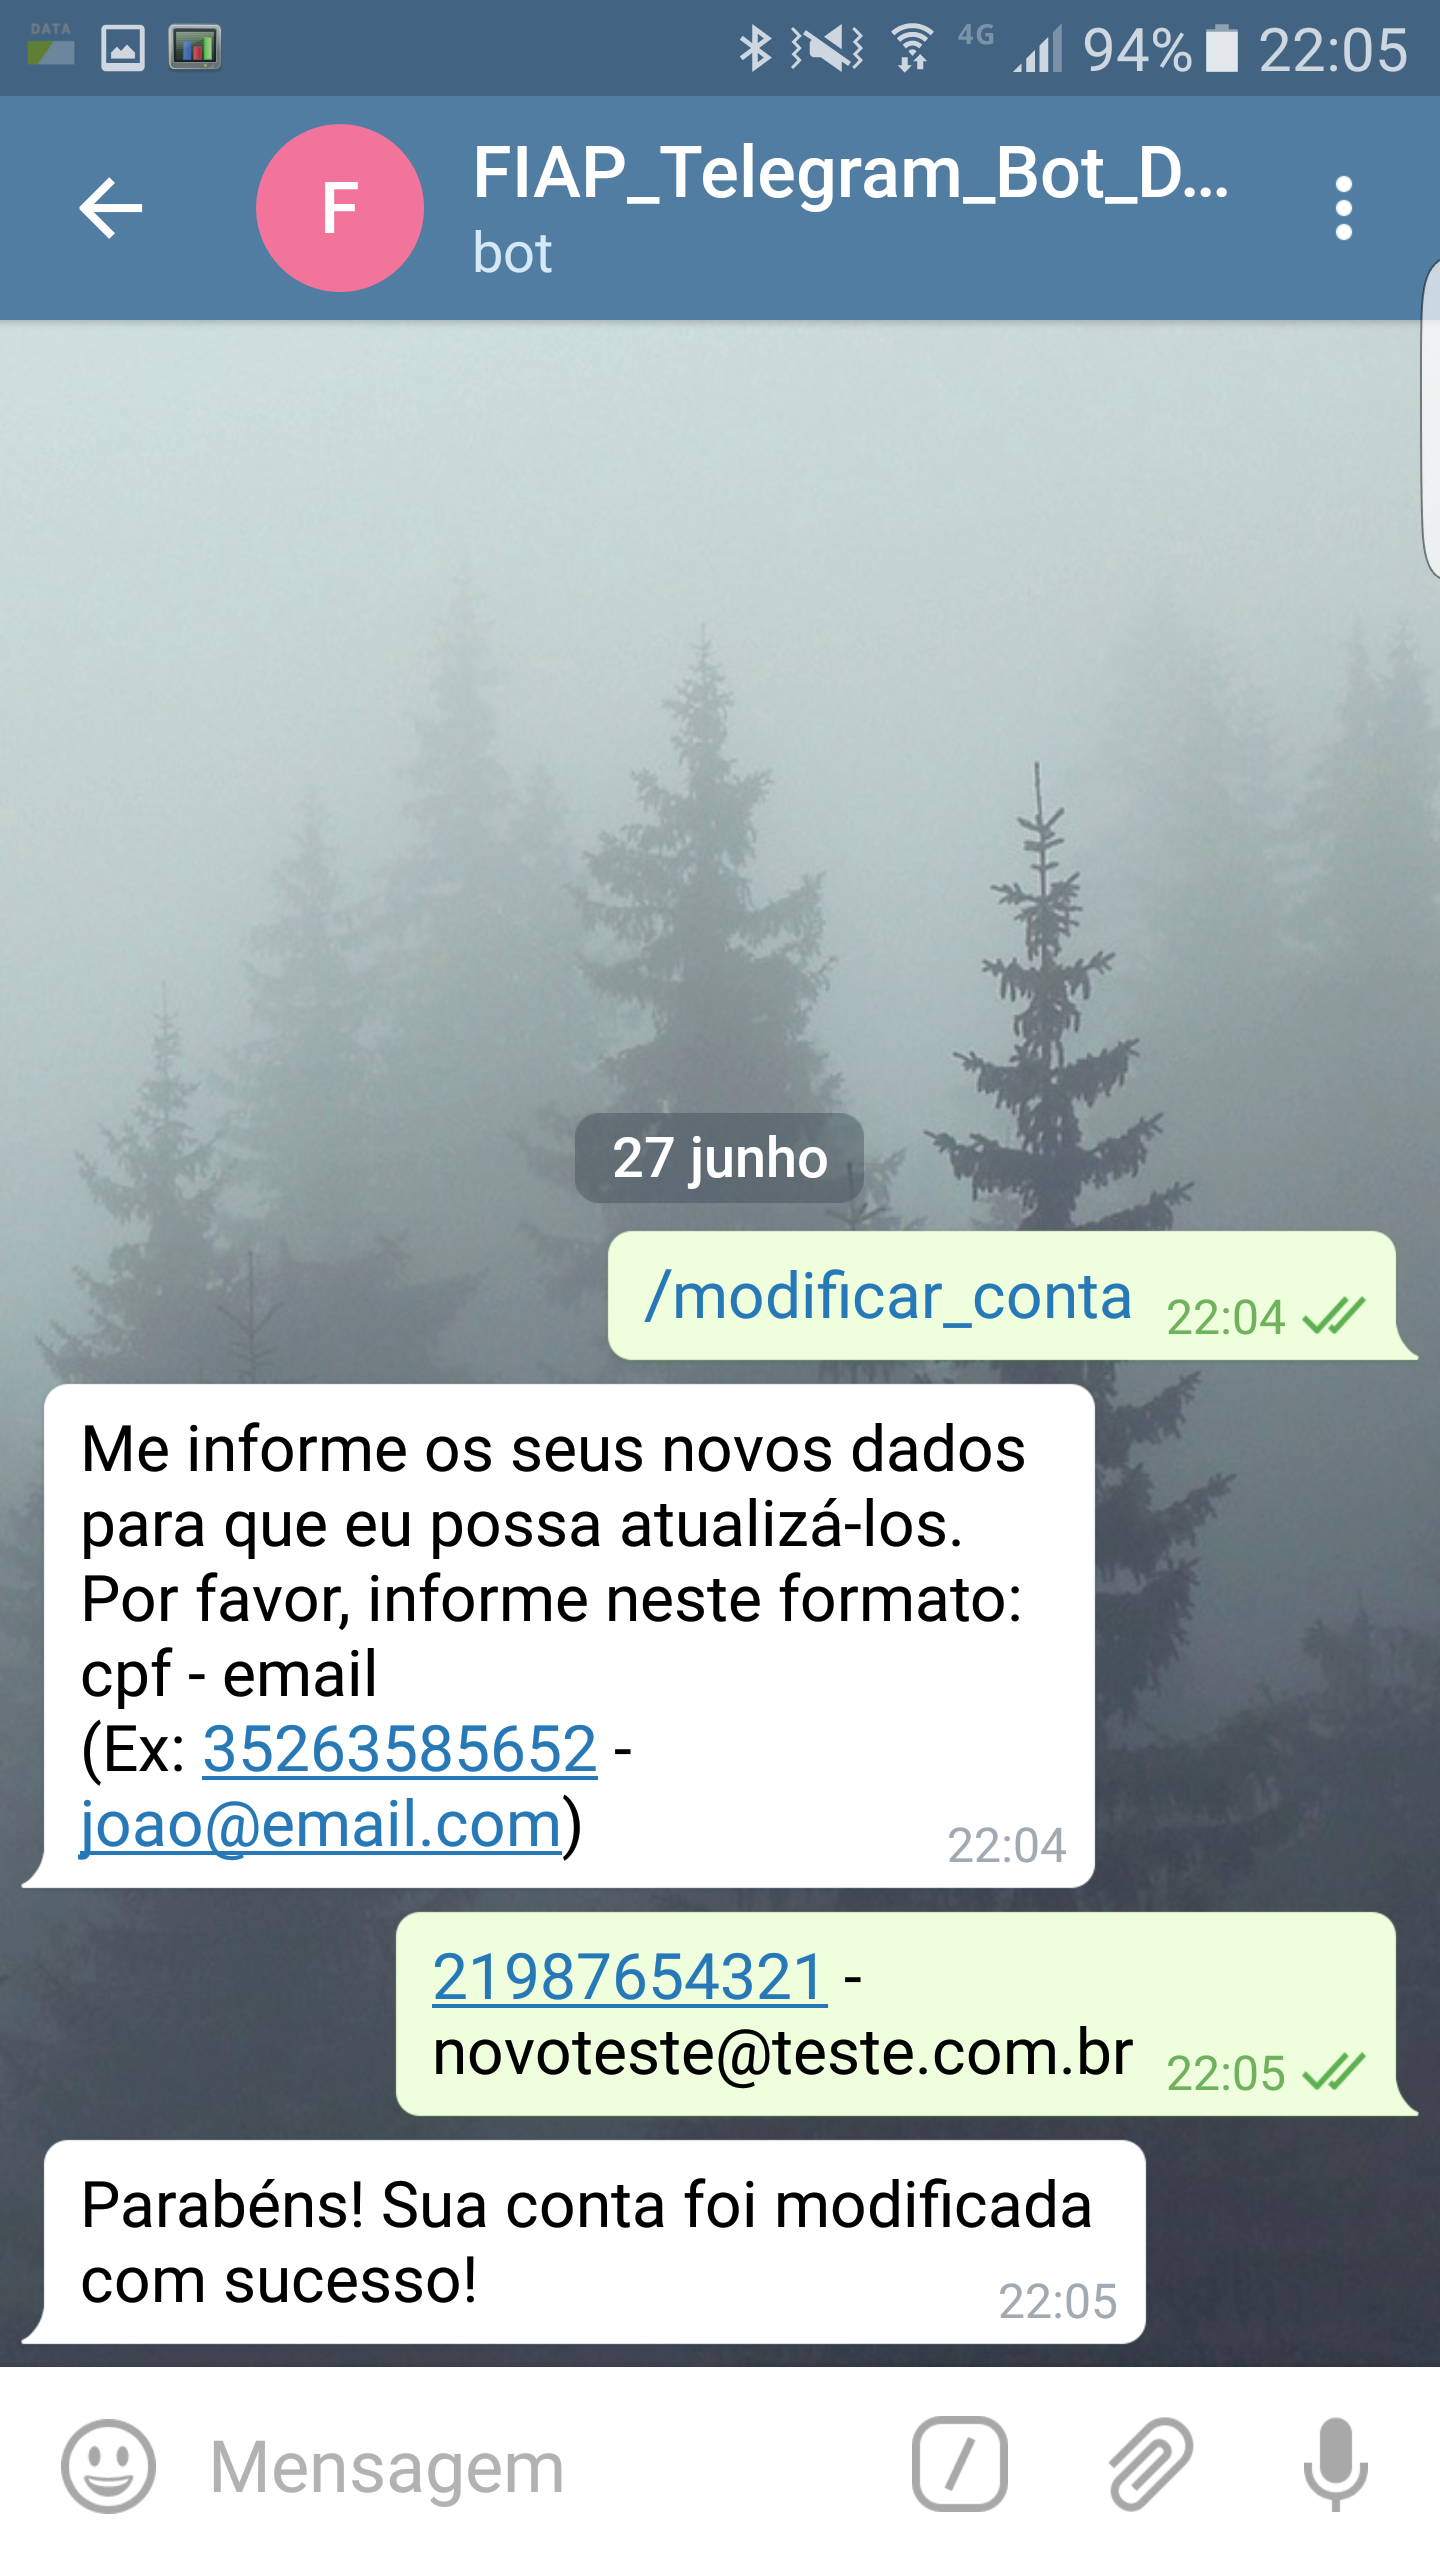 DATA
4G 94% 22:05
F
FIAP_Telegram_Bot_D...
bot
27 junho
/modificar_conta 22:04
Me informe os seus novos dados
para que eu possa atualizá-los.
Por favor, informe neste formato:
cpf - email
(Ex: 35263585652 -
joao@email.com) 22:04
21987654321 -
novoteste@teste.com.br 22:05
Parabéns! Sua conta foi modificada
com sucesso! 22:05
Mensagem